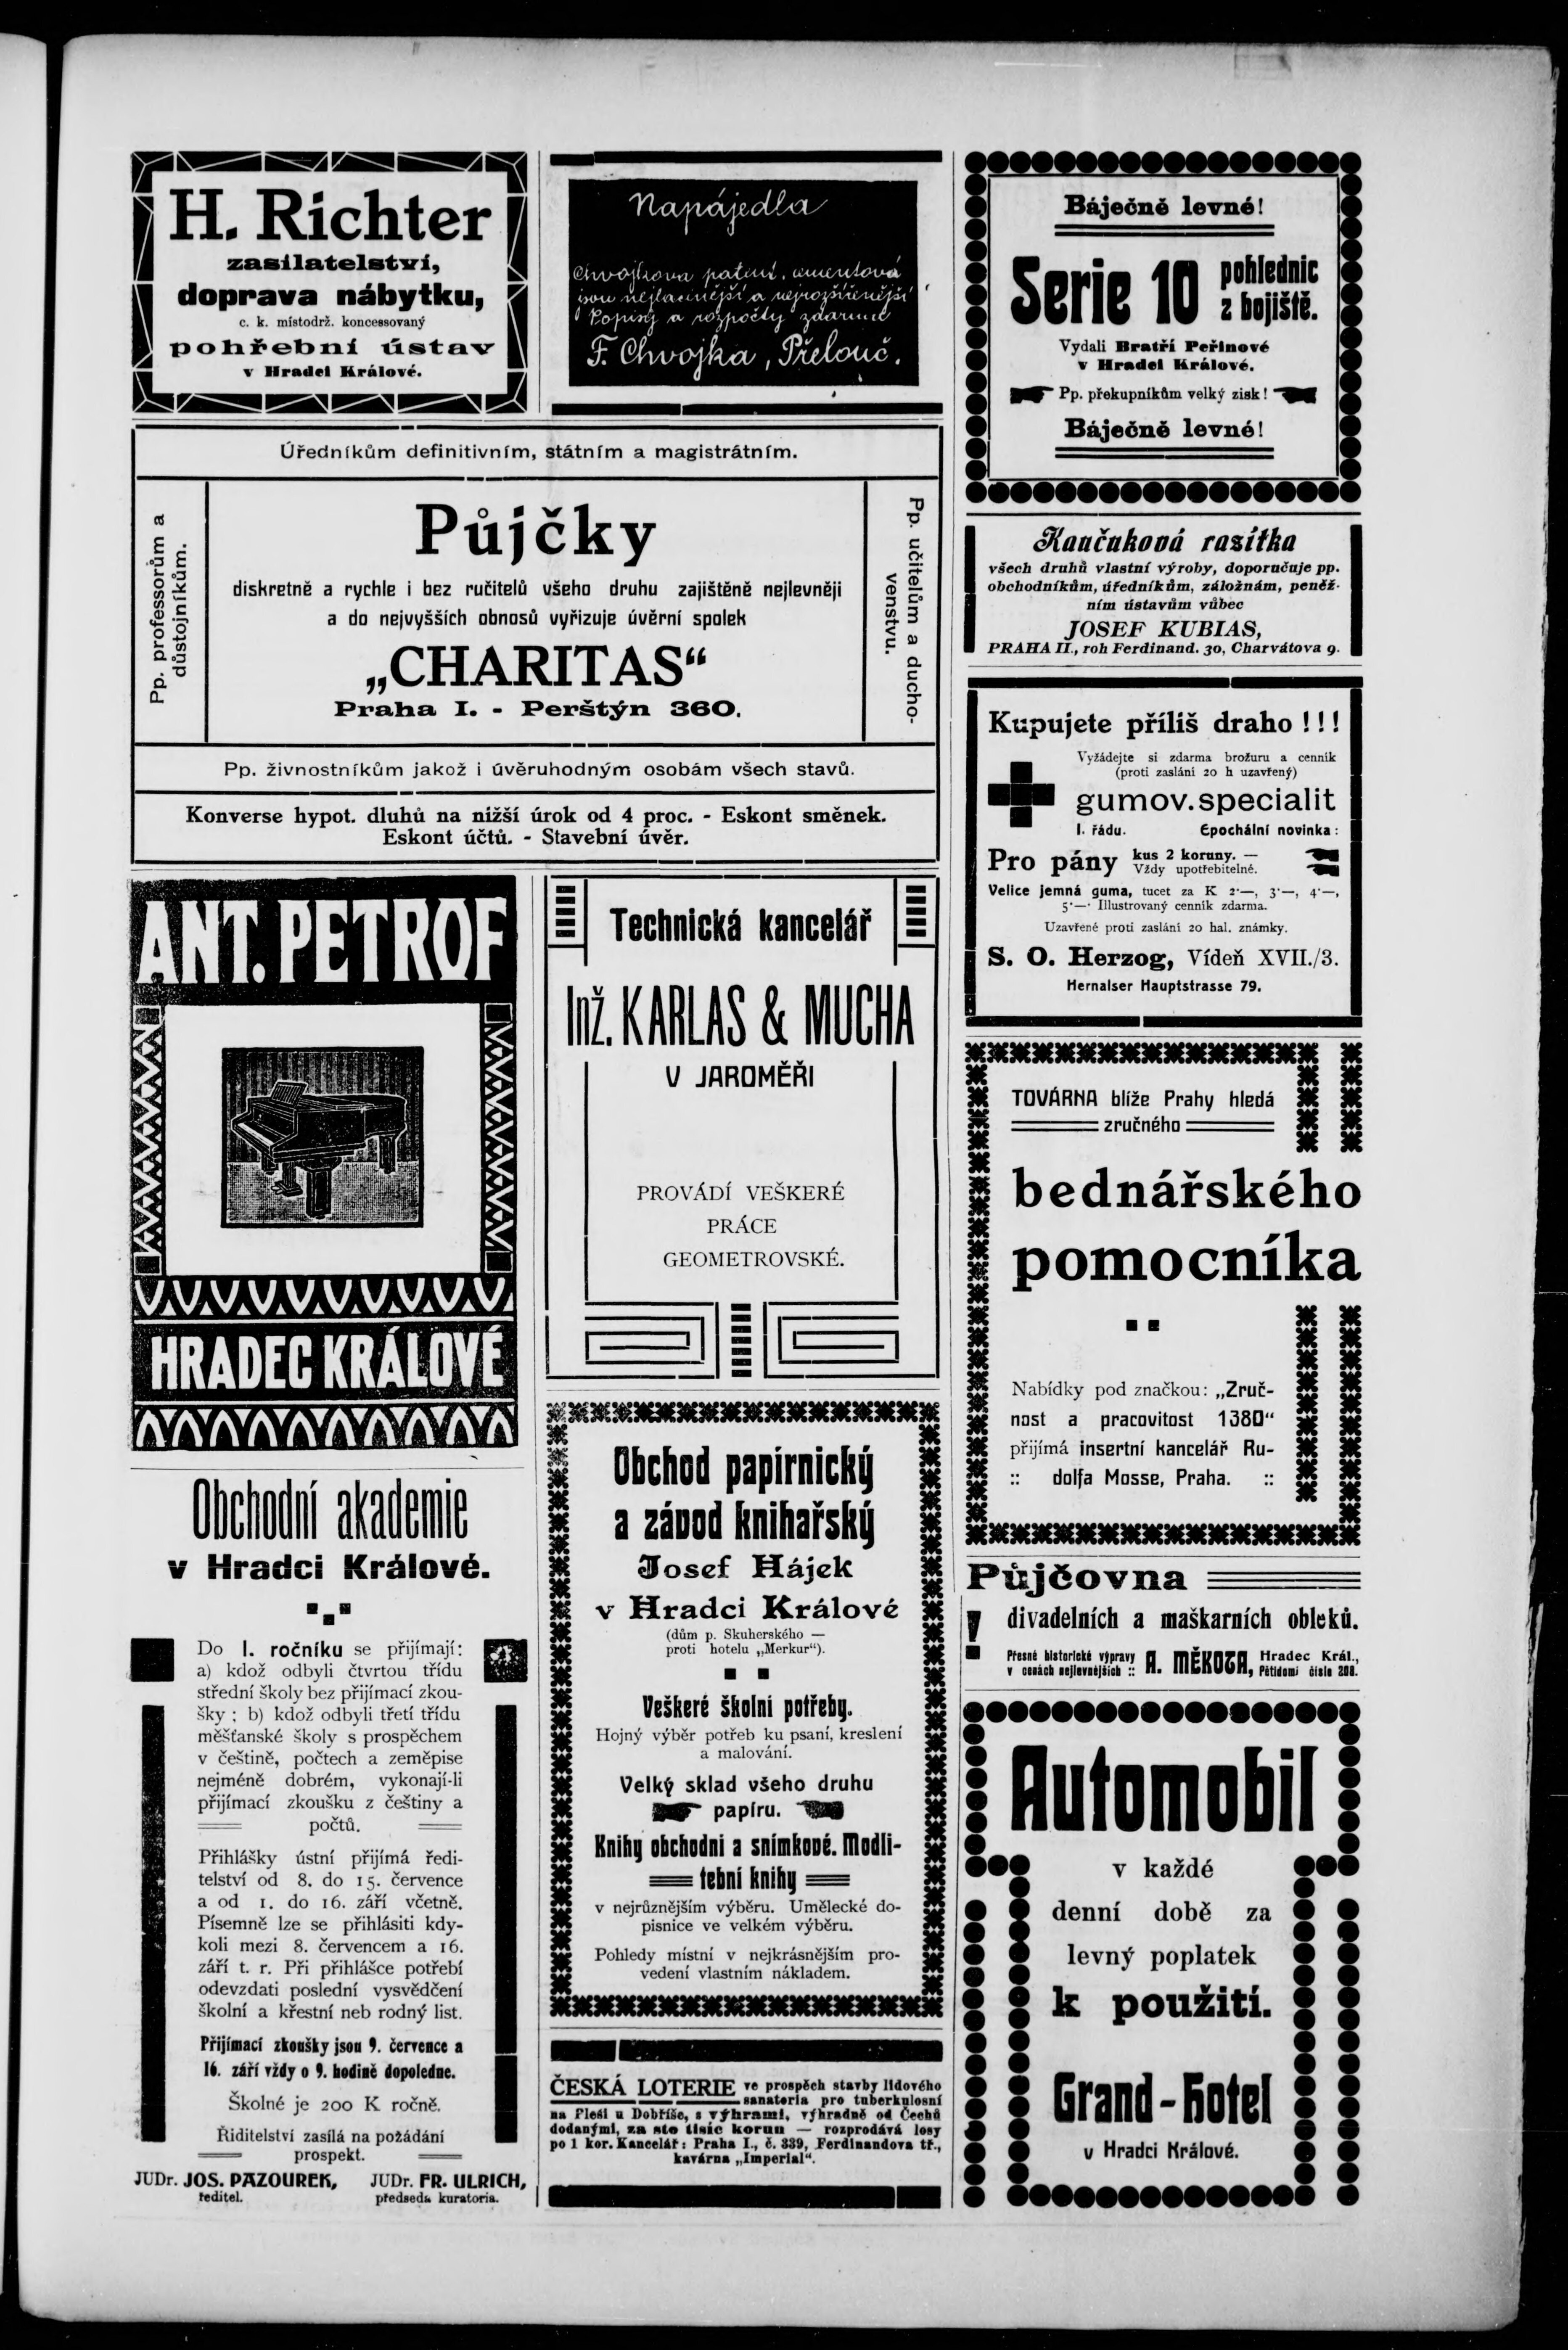 H. Richter
zasilatelství,
doprava nábytku,
c. k. místodrž. koncessovaný
pohřební ústav
v Hradci Králové.
Napájedla
Chvojkova patent. cementová
jsou nejlacinější a nejrozšířenější
Popisy a rozpočty zdarma
F. Chvojka, Přelouč.
Úředníkům definitivním, státním a magistrátním.
Pp. professorům a
důstojníkům.
Půjčky
diskretně a rychle i bez ručitelů všeho druhu zajištěně nejlevněji
a do nejvyšších obnosů vyřizuje úvěrní spolek
„CHARITAS“
Praha I. - Perštýn 360.
Pp. učitelům a ducho-
venstvu.
Pp. živnostníkům jakož i úvěruhodným osobám všech stavů.
Konverse hypot. dluhů na nižší úrok od 4 proc. - Eskont směnek.
Eskont účtů. - Stavební úvěr.
ANT. PETROF
HRADEC KRÁLOVÉ
Obchodní akademie
v Hradci Králové.
Do I. ročníku se přijímají:
a) kdož odbyli čtvrtou třídu
střední školy bez přijímací zkou-
šky ; b) kdož odbyli třetí třídu
měšťanské školy s prospěchem
v češtině, počtech a zeměpise
nejméně dobrém, vykonají-li
přijímací zkoušku z češtiny a
počtů.
Přihlášky ústní přijímá ředi-
telství od 8. do 15. července
a od 1. do 16. září včetně.
Písemně lze se přihlásiti kdy-
koli mezi 8. červencem a 16.
září t. r. Při přihlášce potřebí
odevzdati poslední vysvědčení
školní a křestní neb rodný list.
Přijímací zkoušky jsou 9. července a
16. září vždy o 9. hodině dopoledne.
Školné je 200 K ročně.
Řiditelství zasílá na požádání
prospekt.
JUDr. JOS. PAZOUREK,
ředitel.
JUDr. FR. ULRICH,
předseda kuratoria.
Technická kancelář
Inž. KARLAS & MUCHA
V JAROMĚŘI
PROVÁDÍ VEŠKERÉ
PRÁCE
GEOMETROVSKÉ.
Obchod papírnický
a závod knihařský
Josef Hájek
v Hradci Králové
(dům p. Skuherského —
proti hotelu „Merkur“).
Veškeré školní potřeby.
Hojný výběr potřeb ku psaní, kreslení
a malování.
Velký sklad všeho druhu
papíru.
Knihy obchodní a snímkové. Modli-
tební knihy
v nejrůznějším výběru. Umělecké do-
pisnice ve velkém výběru.
Pohledy místní v nejkrásnějším pro-
vedení vlastním nákladem.
ČESKÁ LOTERIE ve prospěch stavby lidového
sanatoria pro tuberkulosní
na Pleši u Dobříše, s výhrami, výhradně od Čechů
dodanými, za sto tisíc korun — rozprodává losy
po 1 kor. Kancelář: Praha I., č. 339, Ferdinandova tř.,
kavárna „Imperial“.
Báječně levné!
Serie 10 pohlednic
z bojiště.
Vydali Bratří Peřinové
v Hradci Králové.
Pp. překupníkům velký zisk!
Báječně levné!
Kaučuková razítka
všech druhů vlastní výroby, doporučuje pp.
obchodníkům, úředníkům, záložnám, peněž-
ním ústavům vůbec
JOSEF KUBIAS,
PRAHA II., roh Ferdinand. 30, Charvátova 9.
Kupujete příliš draho !!!
Vyžádejte si zdarma brožuru a cenník
(proti zaslání 20 h uzavřený)
gumov. specialit
I. řádu. Epochální novinka:
Pro pány kus 2 koruny. —
Vždy upotřebitelné.
Velice jemná guma, tucet za K 2·—, 3·—, 4·—,
5·—· Illustrovaný cenník zdarma.
Uzavřené proti zaslání 20 hal. známky.
S. O. Herzog, Vídeň XVII./3.
Hernalser Hauptstrasse 79.
TOVÁRNA blíže Prahy hledá
zručného
bednářského
pomocníka
Nabídky pod značkou: „Zruč-
nost a pracovitost 1380“
přijímá insertní kancelář Ru-
:: dolfa Mosse, Praha. ::
Půjčovna
divadelních a maškarních obleků.
Přesné historické výpravy
v cenách nejlevnějších :: A. MĚKOTA, Hradec Král.,
Pětidomí číslo 208.
Automobil
v každé
denní době za
levný poplatek
k použití.
Grand-hotel
v Hradci Králové.